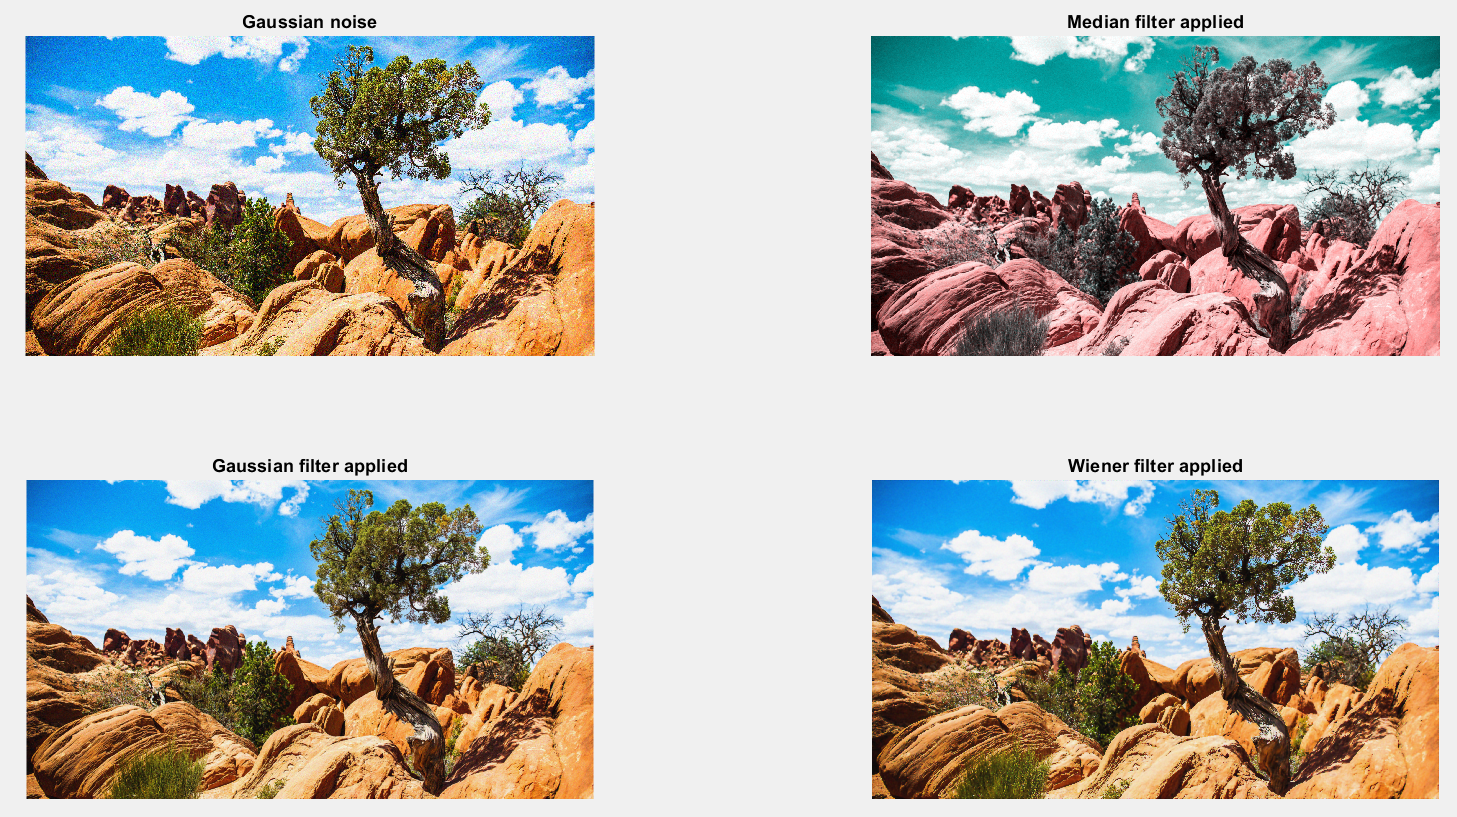 Gaussian noise
Median filter applied
Gaussian filter applied
Wiener filter applied